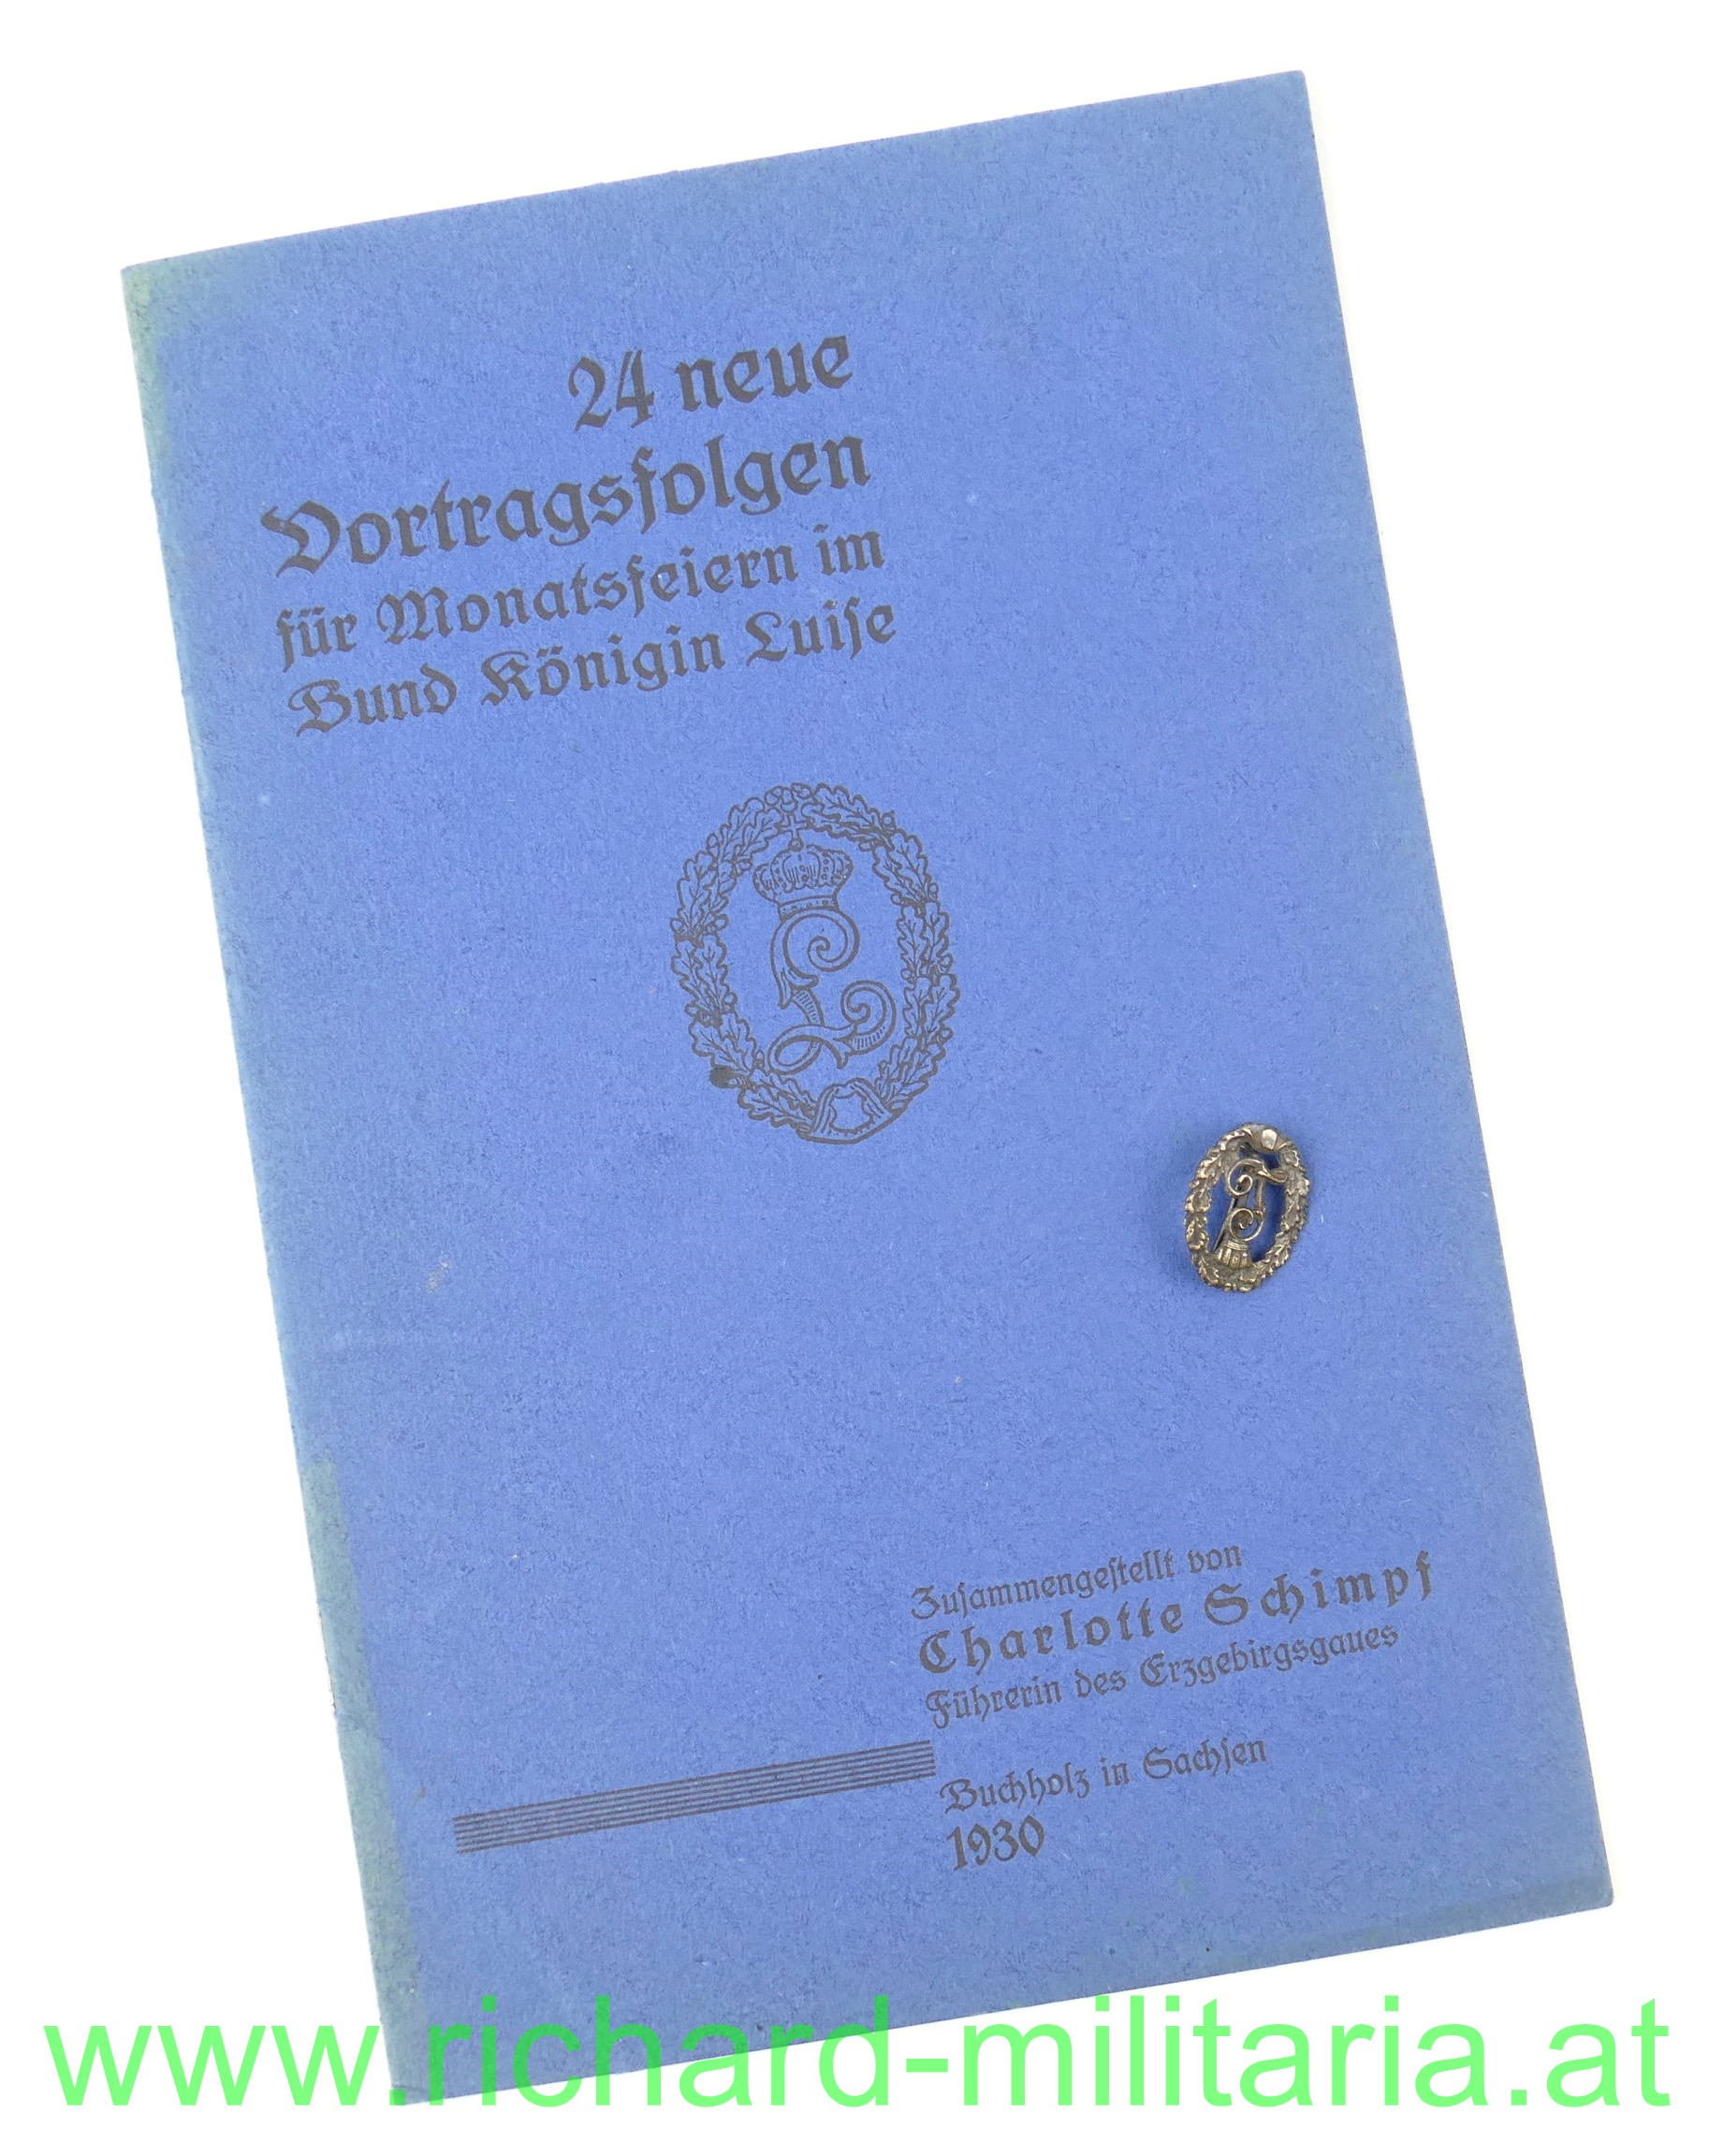 24 neue
Vortragsfolgen
für Monatsfeiern im
Bund Königin Luiſe
L
Zuſammengeſtellt von
Charlotte Schimpf
Führerin des Erzgebirgsgaues
Buchholz in Sachſen
1930
www.richard-militaria.at